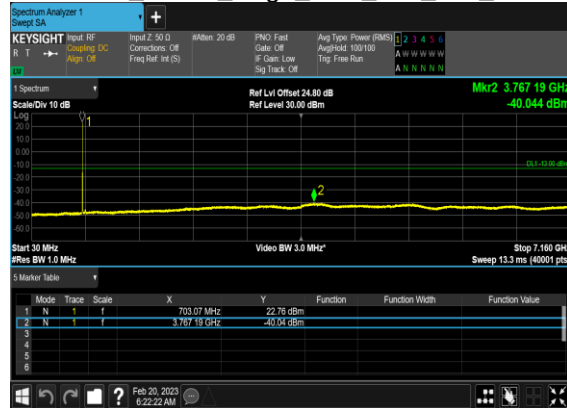 Spectrum Analyzer 1
Swept SA
+
KEYSIGHT Input: RF Input Z: 50 Ω #Atten: 20 dB PNO: Fast Avg Type: Power (RMS) 1 2 3 4 5 6
R T Coupling: DC Corrections: Off Gate: Off Avg|Hold: 100/100 A W W W W W
Align: Off Freq Ref: Int (S) IF Gain: Low Trig: Free Run
Sig Track: Off A N N N N N
1 Spectrum Ref Lvl Offset 24.80 dB Mkr2 3.767 19 GHz
Scale/Div 10 dB Ref Level 30.00 dBm -40.044 dBm
Log
1
20.0
10.0
0.00
-10.0
DL1 -13.00 dBm
-20.0
-30.0
2
-40.0
-50.0
-60.0
Start 30 MHz Video BW 3.0 MHz* Stop 7.160 GHz
#Res BW 1.0 MHz Sweep 13.3 ms (40001 pts)
5 Marker Table
Mode Trace Scale X Y Function Function Width Function Value
1 N 1 f 703.07 MHz 22.76 dBm
2 N 1 f 3.767 19 GHz -40.04 dBm
3
4
5
6
? Feb 20, 2023
6:22:22 AM